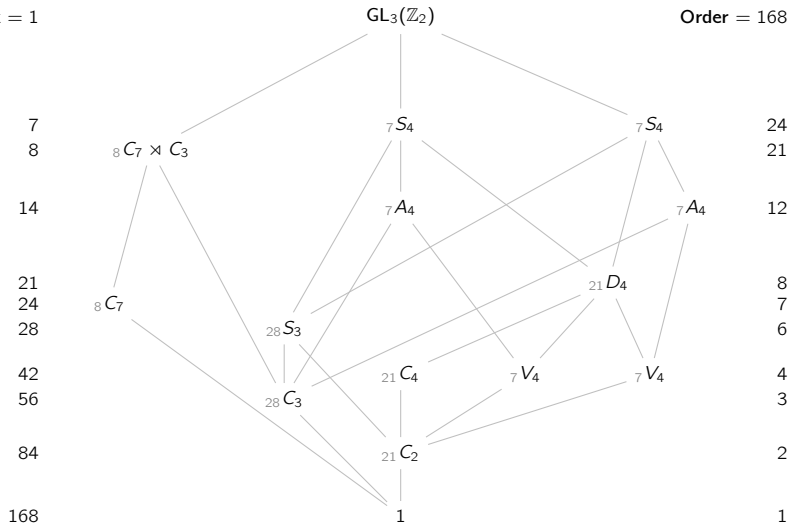 = 1 GL₃(ℤ₂) Order = 168
7 ₇S₄ ₇S₄ 24
8 ₈C₇ ⋊ C₃ 21
14 ₇A₄ ₇A₄ 12
21 ₂₁D₄ 8
24 ₈C₇ 7
28 ₂₈S₃ 6
42 ₂₁C₄ ₇V₄ ₇V₄ 4
56 ₂₈C₃ 3
84 ₂₁C₂ 2
168 1 1